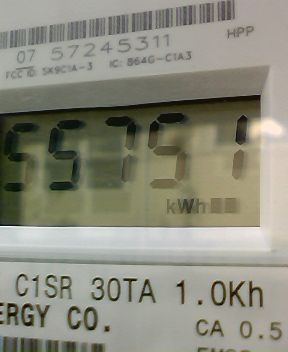 07 57245311
HPP
FCC ID: SK9C1A-3 IC: 864G-C1A3
55751
kWh
C1SR 30TA 1.0Kh
ERGY CO.
CA 0.5